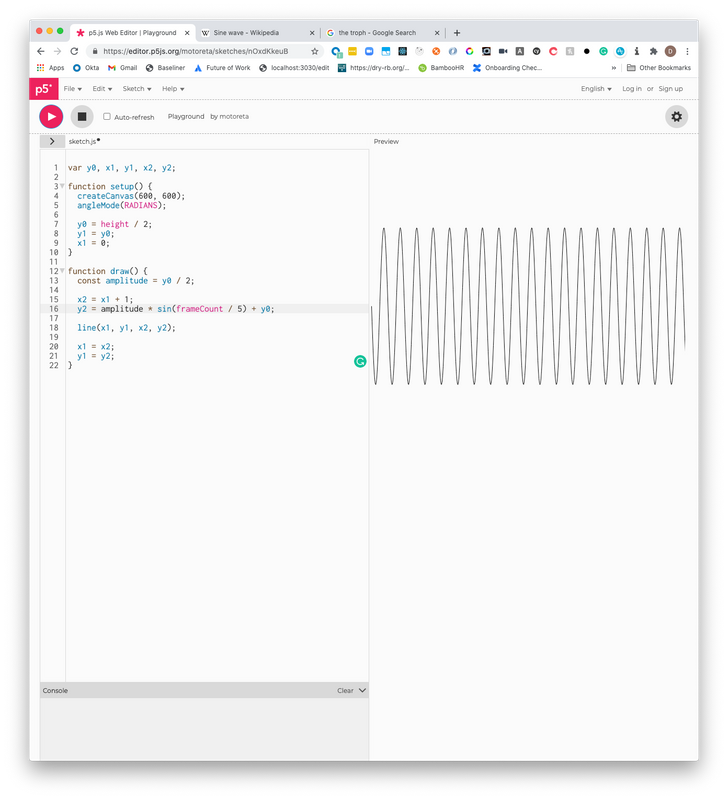 p5.js Web Editor | Playground
Sine wave - Wikipedia
the troph - Google Search
https://editor.p5js.org/motoreta/sketches/nOxdKkeuB
Apps
Okta
Gmail
Baseliner
Future of Work
localhost:3030/edit
https://dry-rb.org/...
BambooHR
Onboarding Chec...
»
Other Bookmarks
p5*
File
Edit
Sketch
Help
English
Log in or Sign up
Auto-refresh
Playground by motoreta
sketch.js
Preview
1 var y0, x1, y1, x2, y2;
2
3 function setup() {
4 createCanvas(600, 600);
5 angleMode(RADIANS);
6
7 y0 = height / 2;
8 y1 = y0;
9 x1 = 0;
10 }
11
12 function draw() {
13 const amplitude = y0 / 2;
14
15 x2 = x1 + 1;
16 y2 = amplitude * sin(frameCount / 5) + y0;
17
18 line(x1, y1, x2, y2);
19
20 x1 = x2;
21 y1 = y2;
22 }
Console
Clear